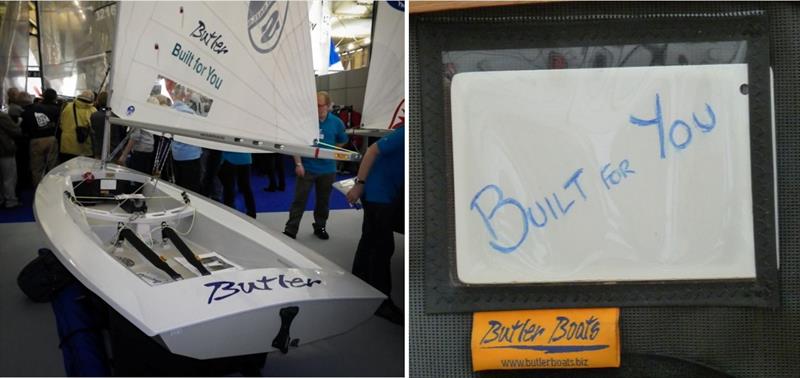 Butler
Built for You
Butler
BUILT FOR YOU
Butler Boats
www.butlerboats.biz